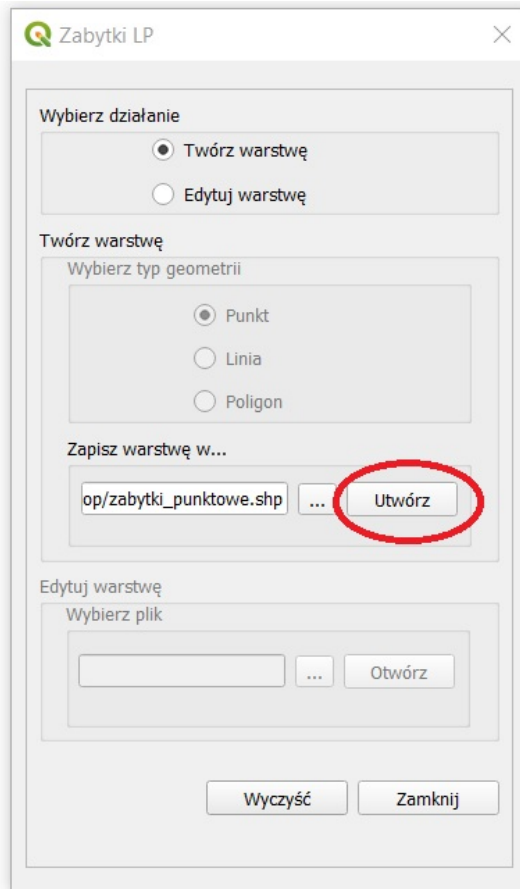 Zabytki LP
Wybierz działanie
Twórz warstwę
Edytuj warstwę
Twórz warstwę
Wybierz typ geometrii
Punkt
Linia
Poligon
Zapisz warstwę w...
op/zabytki_punktowe.shp ... Utwórz
Edytuj warstwę
Wybierz plik
... Otwórz
Wyczyść Zamknij